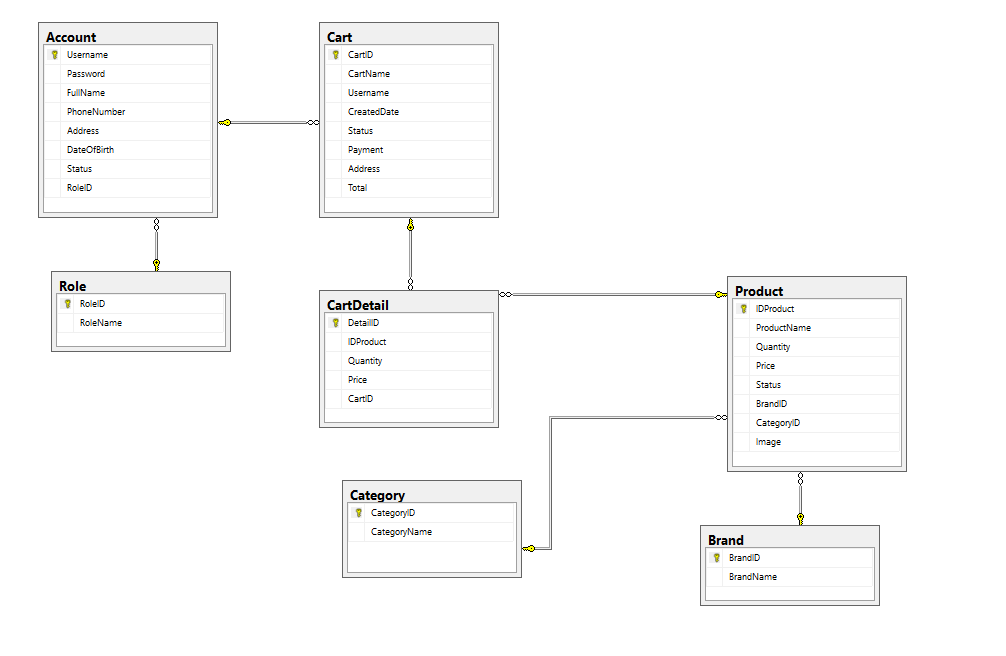 Account
Username
Password
FullName
PhoneNumber
Address
DateOfBirth
Status
RoleID
Cart
CartID
CartName
Username
CreatedDate
Status
Payment
Address
Total
Role
RoleID
RoleName
CartDetail
DetailID
IDProduct
Quantity
Price
CartID
Product
IDProduct
ProductName
Quantity
Price
Status
BrandID
CategoryID
Image
Category
CategoryID
CategoryName
Brand
BrandID
BrandName